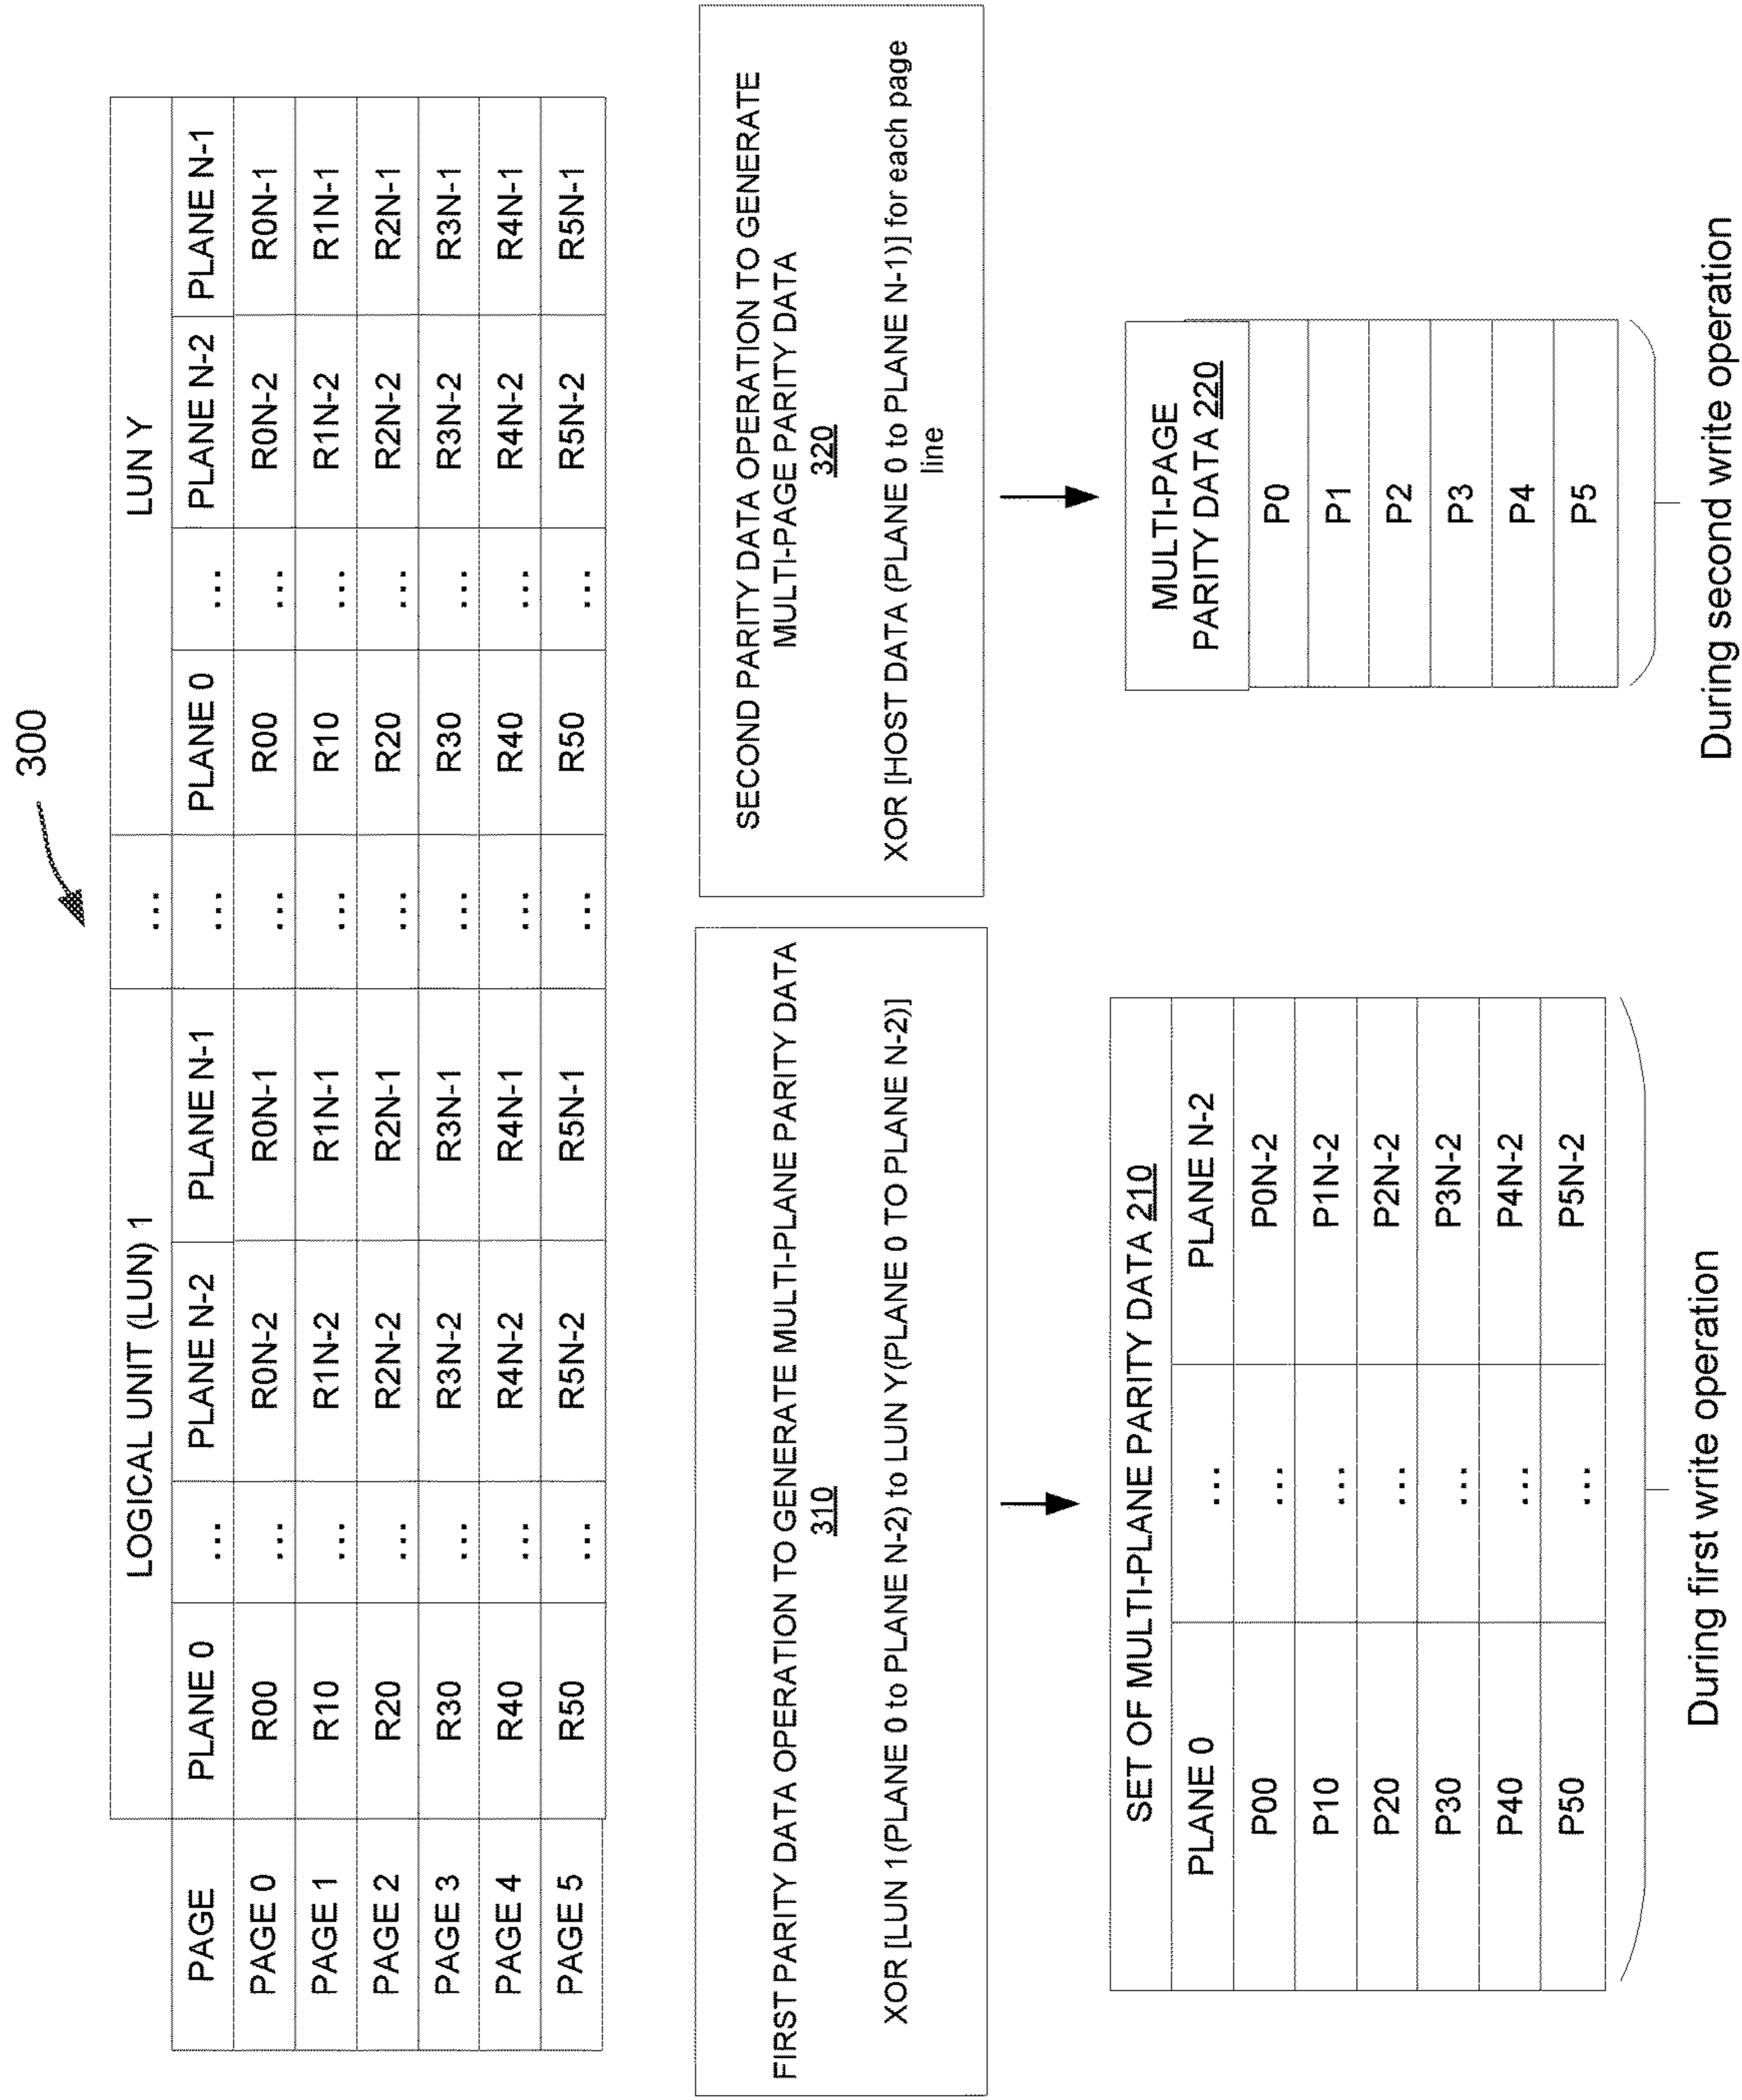 300
LOGICAL UNIT (LUN) 1 ... LUN Y
PAGE PLANE 0 ... PLANE N-2 PLANE N-1 ... PLANE 0 ... PLANE N-2 PLANE N-1
PAGE 0 R00 ... R0N-2 R0N-1 ... R00 ... R0N-2 R0N-1
PAGE 1 R10 ... R1N-2 R1N-1 ... R10 ... R1N-2 R1N-1
PAGE 2 R20 ... R2N-2 R2N-1 ... R20 ... R2N-2 R2N-1
PAGE 3 R30 ... R3N-2 R3N-1 ... R30 ... R3N-2 R3N-1
PAGE 4 R40 ... R4N-2 R4N-1 ... R40 ... R4N-2 R4N-1
PAGE 5 R50 ... R5N-2 R5N-1 ... R50 ... R5N-2 R5N-1
FIRST PARITY DATA OPERATION TO GENERATE MULTI-PLANE PARITY DATA
310
XOR [LUN 1(PLANE 0 to PLANE N-2) to LUN Y(PLANE 0 TO PLANE N-2)]
SECOND PARITY DATA OPERATION TO GENERATE
MULTI-PAGE PARITY DATA
320
XOR [HOST DATA (PLANE 0 to PLANE N-1)] for each page
line
SET OF MULTI-PLANE PARITY DATA 210
PLANE 0 ... PLANE N-2
P00 ... P0N-2
P10 ... P1N-2
P20 ... P2N-2
P30 ... P3N-2
P40 ... P4N-2
P50 ... P5N-2
During first write operation
MULTI-PAGE
PARITY DATA 220
P0
P1
P2
P3
P4
P5
During second write operation